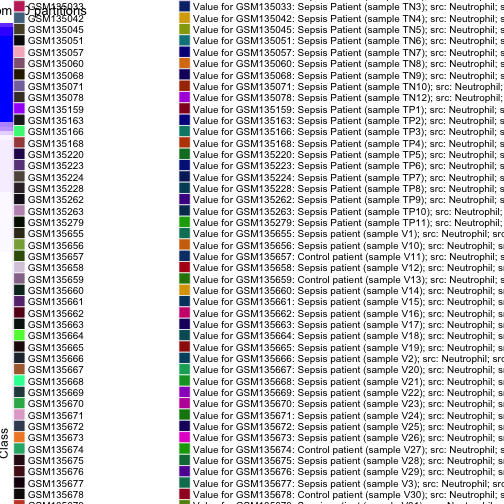 om partitions
GSM135033 Value for GSM135033: Sepsis Patient (sample TN3); src: Neutrophil; s
GSM135042 Value for GSM135042: Sepsis Patient (sample TN4); src: Neutrophil; s
GSM135045 Value for GSM135045: Sepsis Patient (sample TN5); src: Neutrophil; s
GSM135051 Value for GSM135051: Sepsis Patient (sample TN6); src: Neutrophil; s
GSM135057 Value for GSM135057: Sepsis Patient (sample TN7); src: Neutrophil; s
GSM135060 Value for GSM135060: Sepsis Patient (sample TN8); src: Neutrophil; s
GSM135068 Value for GSM135068: Sepsis Patient (sample TN9); src: Neutrophil; s
GSM135071 Value for GSM135071: Sepsis Patient (sample TN10); src: Neutrophil;
GSM135078 Value for GSM135078: Sepsis Patient (sample TN12); src: Neutrophil;
GSM135159 Value for GSM135159: Sepsis Patient (sample TP1); src: Neutrophil; s
GSM135163 Value for GSM135163: Sepsis Patient (sample TP2); src: Neutrophil; s
GSM135166 Value for GSM135166: Sepsis Patient (sample TP3); src: Neutrophil; s
GSM135168 Value for GSM135168: Sepsis Patient (sample TP4); src: Neutrophil; s
GSM135220 Value for GSM135220: Sepsis Patient (sample TP5); src: Neutrophil; s
GSM135223 Value for GSM135223: Sepsis Patient (sample TP6); src: Neutrophil; s
GSM135224 Value for GSM135224: Sepsis Patient (sample TP7); src: Neutrophil; s
GSM135228 Value for GSM135228: Sepsis Patient (sample TP8); src: Neutrophil; s
GSM135262 Value for GSM135262: Sepsis Patient (sample TP9); src: Neutrophil; s
GSM135263 Value for GSM135263: Sepsis Patient (sample TP10); src: Neutrophil;
GSM135279 Value for GSM135279: Sepsis Patient (sample TP11); src: Neutrophil;
GSM135655 Value for GSM135655: Sepsis patient (sample V1); src: Neutrophil; src
GSM135656 Value for GSM135656: Sepsis patient (sample V10); src: Neutrophil; s
GSM135657 Value for GSM135657: Control patient (sample V11); src: Neutrophil; s
GSM135658 Value for GSM135658: Sepsis patient (sample V12); src: Neutrophil; s
GSM135659 Value for GSM135659: Control patient (sample V13); src: Neutrophil; s
GSM135660 Value for GSM135660: Sepsis patient (sample V14); src: Neutrophil; s
GSM135661 Value for GSM135661: Sepsis patient (sample V15); src: Neutrophil; s
GSM135662 Value for GSM135662: Sepsis patient (sample V16); src: Neutrophil; s
GSM135663 Value for GSM135663: Sepsis patient (sample V17); src: Neutrophil; s
GSM135664 Value for GSM135664: Sepsis patient (sample V18); src: Neutrophil; s
GSM135665 Value for GSM135665: Sepsis patient (sample V19); src: Neutrophil; s
GSM135666 Value for GSM135666: Sepsis patient (sample V2); src: Neutrophil; src
GSM135667 Value for GSM135667: Sepsis patient (sample V20); src: Neutrophil; s
GSM135668 Value for GSM135668: Sepsis patient (sample V21); src: Neutrophil; s
GSM135669 Value for GSM135669: Sepsis patient (sample V22); src: Neutrophil; s
GSM135670 Value for GSM135670: Sepsis patient (sample V23); src: Neutrophil; s
GSM135671 Value for GSM135671: Sepsis patient (sample V24); src: Neutrophil; s
GSM135672 Value for GSM135672: Sepsis patient (sample V25); src: Neutrophil; s
GSM135673 Value for GSM135673: Sepsis patient (sample V26); src: Neutrophil; s
GSM135674 Value for GSM135674: Control patient (sample V27); src: Neutrophil; s
GSM135675 Value for GSM135675: Sepsis patient (sample V28); src: Neutrophil; s
GSM135676 Value for GSM135676: Sepsis patient (sample V29); src: Neutrophil; s
GSM135677 Value for GSM135677: Sepsis patient (sample V3); src: Neutrophil; src
GSM135678 Value for GSM135678: Control patient (sample V30); src: Neutrophil; s
Class